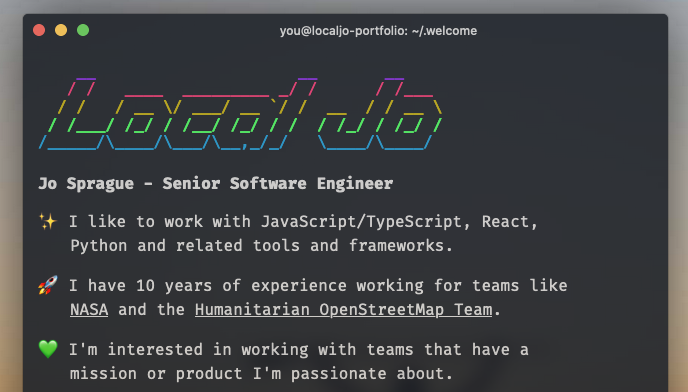 you@localjo-portfolio: ~/.welcome
Local Jo
Jo Sprague - Senior Software Engineer
✨ I like to work with JavaScript/TypeScript, React,
Python and related tools and frameworks.
🚀 I have 10 years of experience working for teams like
NASA and the Humanitarian OpenStreetMap Team.
💚 I'm interested in working with teams that have a
mission or product I'm passionate about.